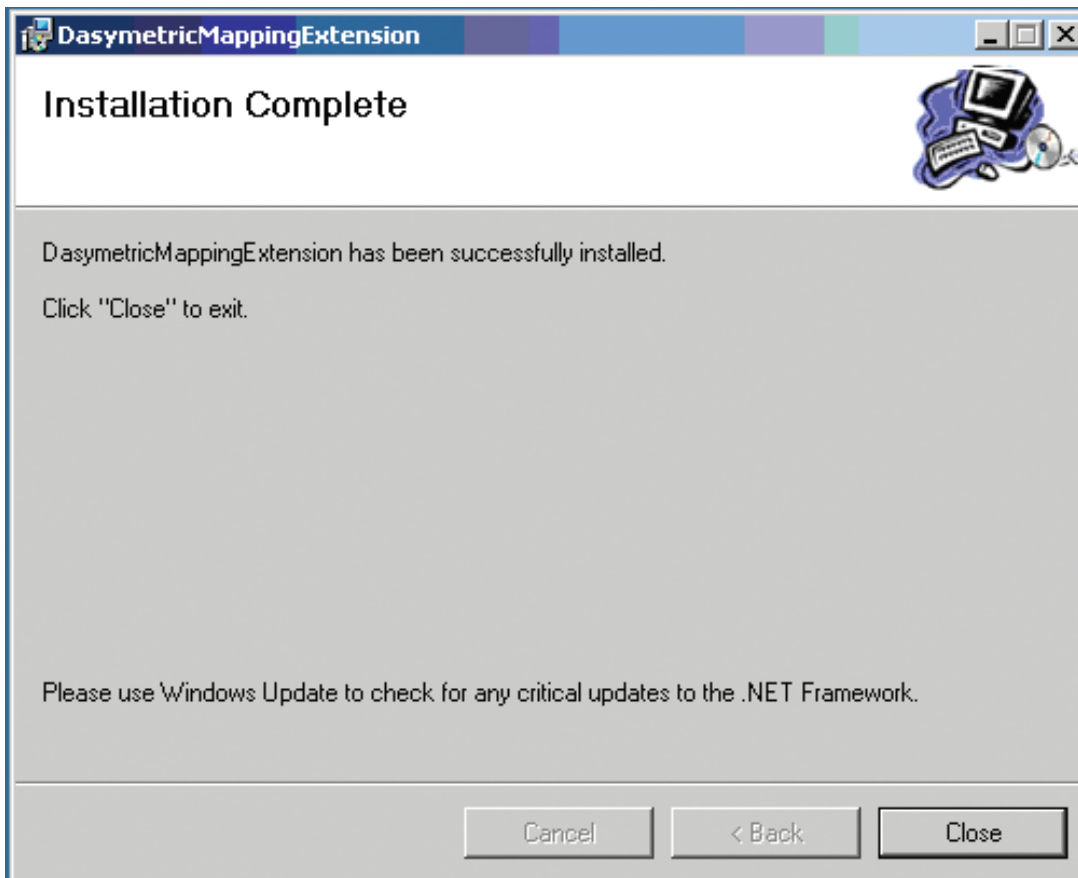 DasymetricMappingExtension
Installation Complete
DasymetricMappingExtension has been successfully installed.
Click "Close" to exit.
Please use Windows Update to check for any critical updates to the .NET Framework.
Cancel
< Back
Close